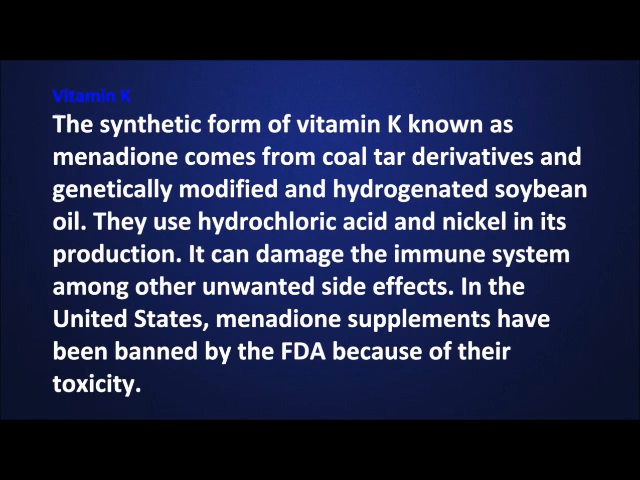 Vitamin K
The synthetic form of vitamin K known as
menadione comes from coal tar derivatives and
genetically modified and hydrogenated soybean
oil. They use hydrochloric acid and nickel in its
production. It can damage the immune system
among other unwanted side effects. In the
United States, menadione supplements have
been banned by the FDA because of their
toxicity.